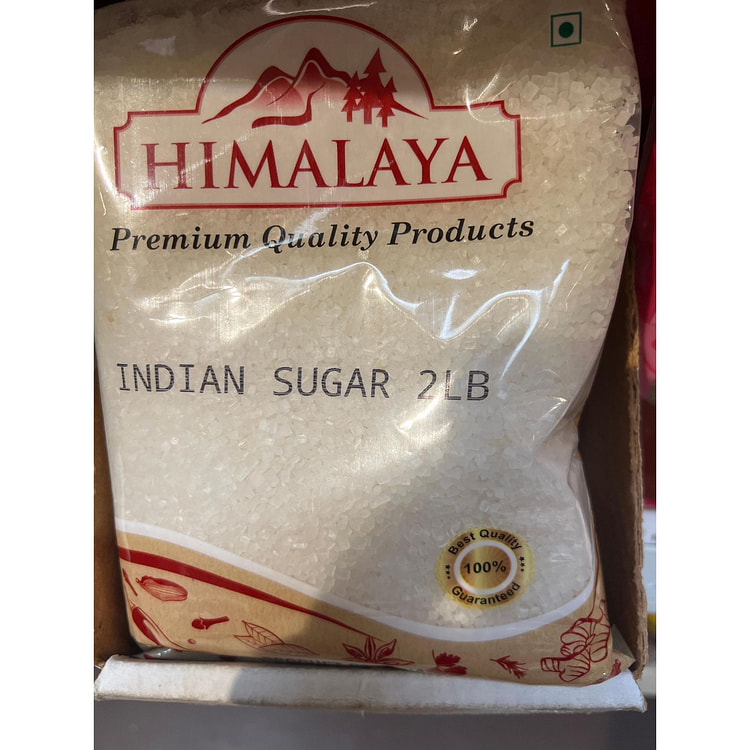 HIMALAYA
Premium Quality Products
INDIAN SUGAR 2LB
Best Quality
100%
Guaranteed